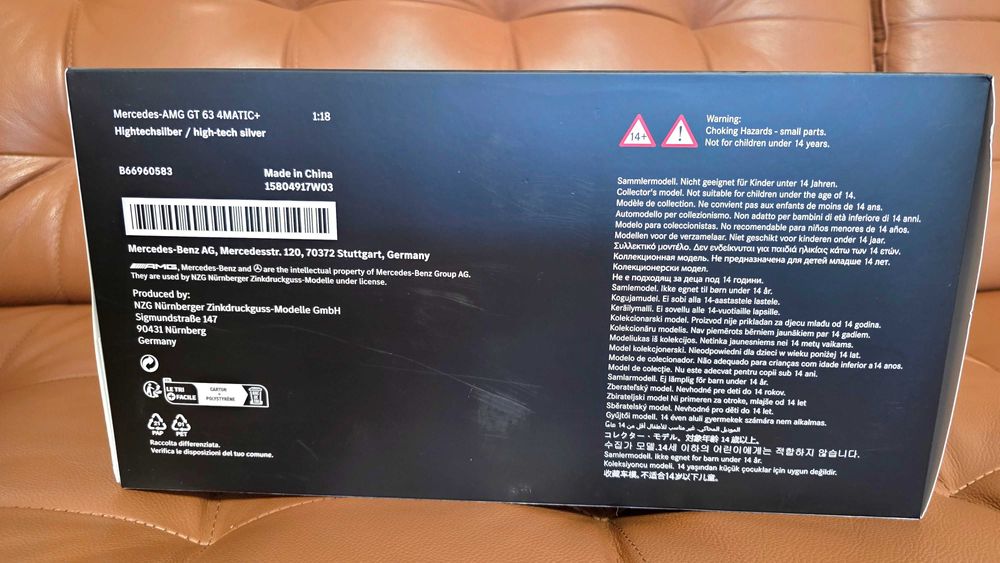 Mercedes-AMG GT 63 4MATIC+ 1:18
Hightechsilber / high-tech silver
B66960583
Made in China
15804917W03
Mercedes-Benz AG, Mercedesstr. 120, 70372 Stuttgart, Germany
AMG, Mercedes-Benz and are the intellectual property of Mercedes-Benz Group AG.
They are used by NZG Nürnberger Zinkdruckguss-Modelle under license.
Produced by:
NZG Nürnberger Zinkdruckguss-Modelle GmbH
Sigmundstraße 147
90431 Nürnberg
Germany
LE TRI
+ FACILE
CARTON
+
POLYSTYRÈNE
21
PAP
01
PET
Raccolta differenziata.
Verifica le disposizioni del tuo comune.
14+
!
Warning:
Choking Hazards - small parts.
Not for children under 14 years.
Sammlermodell. Nicht geeignet für Kinder unter 14 Jahren.
Collector's model. Not suitable for children under the age of 14.
Modèle de collection. Ne convient pas aux enfants de moins de 14 ans.
Automodello per collezionismo. Non adatto per bambini di età inferiore di 14 anni.
Modelo para coleccionistas. No recomendable para niños menores de 14 años.
Modellen voor de verzamelaar. Niet geschikt voor kinderen onder 14 jaar.
Συλλεκτικό μοντέλο. Δεν ενδείκνυται για παιδιά ηλικίας κάτω των 14 ετών.
Коллекционная модель. Не предназначена для детей младше 14 лет.
Колекционерски модел.
Не е подходящ за деца под 14 години.
Samlemodel. Ikke egnet til børn under 14 år.
Kogujamudel. Ei sobi alla 14-aastastele lastele.
Keräilymalli. Ei sovellu alle 14-vuotiaille lapsille.
Kolekcionarski model. Proizvod nije prikladan za djecu mlađu od 14 godina.
Kolekcionāru modelis. Nav piemērots bērniem jaunākiem par 14 gadiem.
Modeliukas iš kolekcijos. Netinka jaunesniems nei 14 metų vaikams.
Model kolekcjonerski. Nieodpowiedni dla dzieci w wieku poniżej 14 lat.
Modelo de colecionador. Não adequado para crianças com idade inferior a 14 anos.
Model de colecție. Nu este adecvat pentru copii sub 14 ani.
Samlarmodell. Ej lämplig för barn under 14 år.
Zberateľský model. Nevhodné pre deti do 14 rokov.
Zbirateljski model Ni primeren za otroke, mlajše od 14 let
Sběratelský model. Nevhodné pro děti do 14 let.
Gyűjtői modell. 14 éven aluli gyermekek számára nem alkalmas.
الموديل المحاكي. غير مناسب للأطفال أقل من 14 عامًا
コレクター・モデル、対象年齢 14 歳以上。
수집가 모델.14세 이하의 어린이에게는 적합하지 않습니다.
Samlermodell. Ikke egnet for barn under 14 år.
Koleksiyoncu modeli. 14 yaşından küçük çocuklar için uygun değildir.
收藏车模。不适合14岁以下儿童。